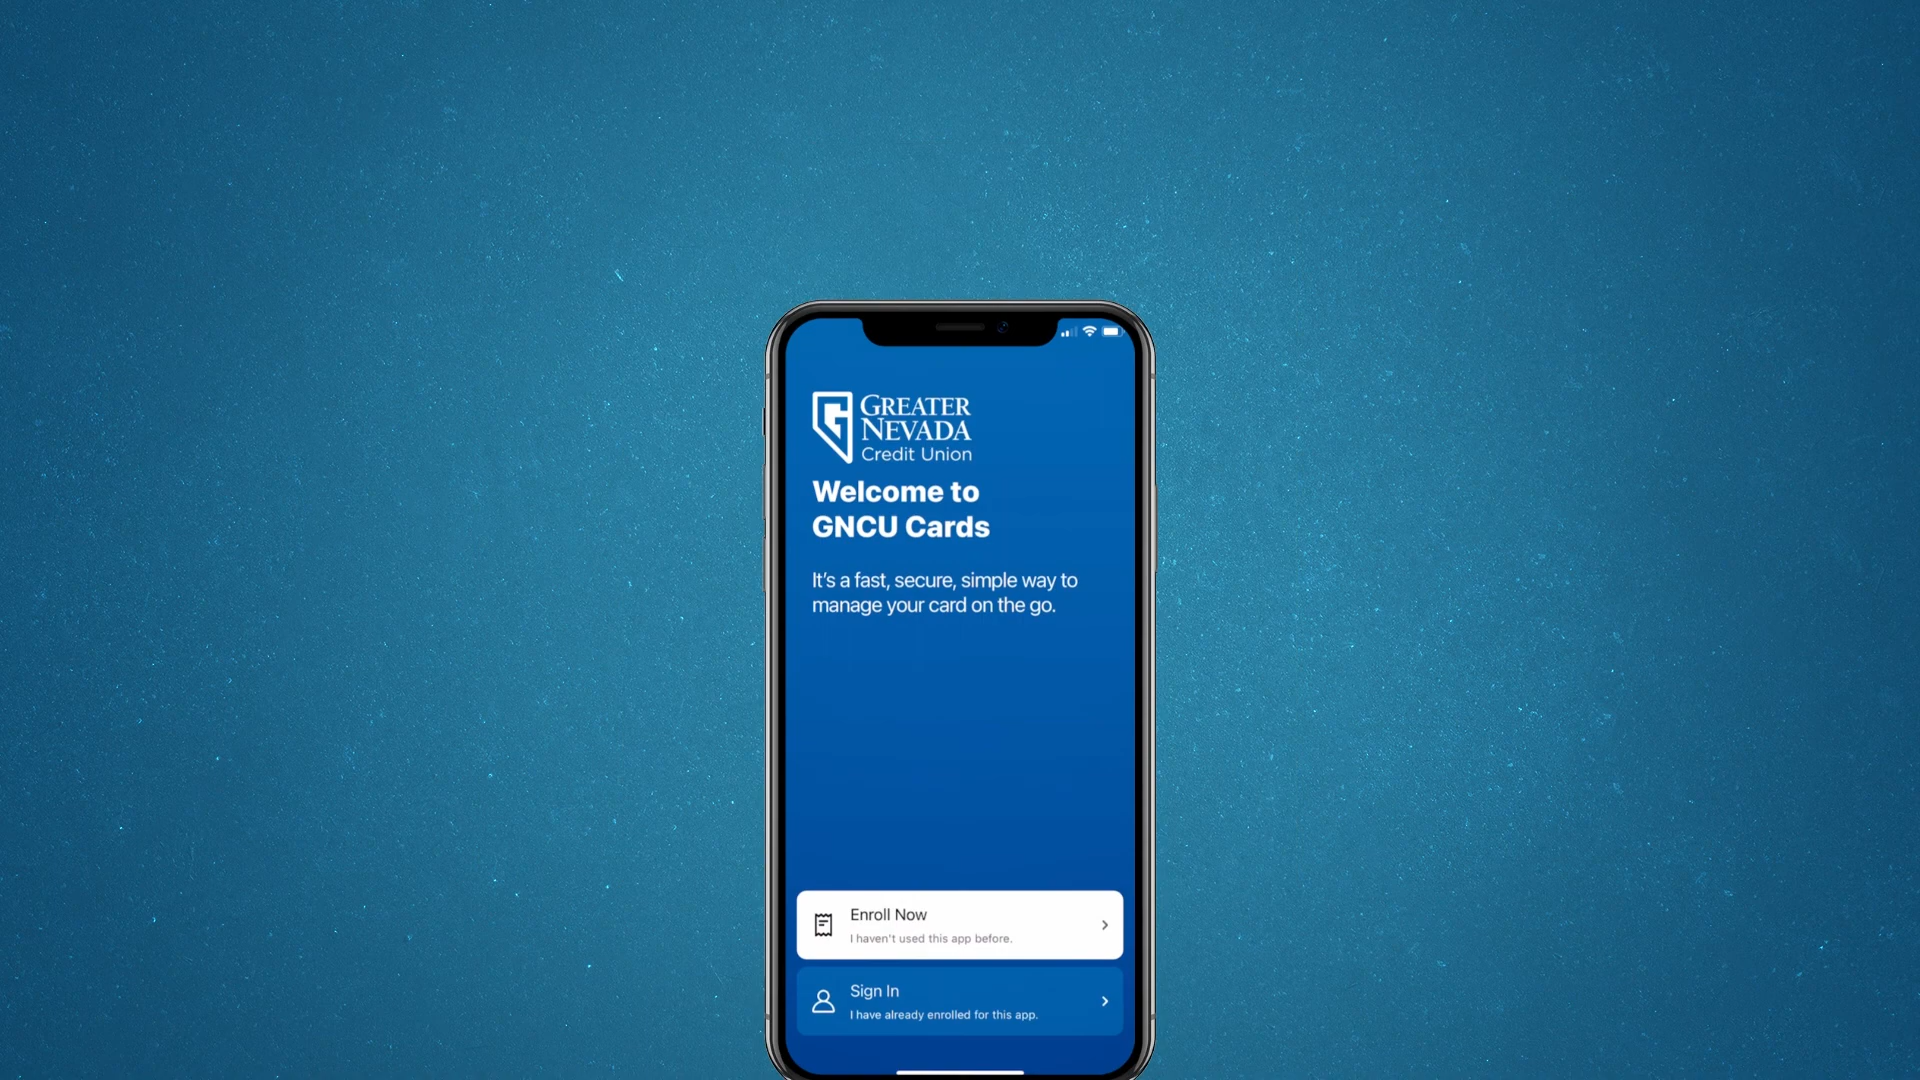 GREATER
NEVADA
Credit Union
Welcome to
GNCU Cards
It's a fast, secure, simple way to
manage your card on the go.
Enroll Now
I haven't used this app before.
Sign In
I have already enrolled for this app.